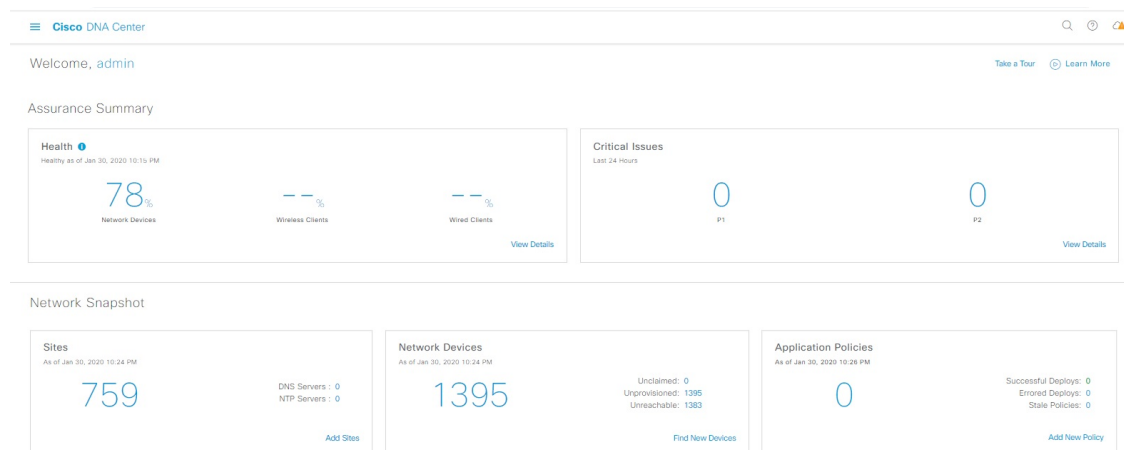 Cisco DNA Center
Welcome, admin
Take a Tour
Learn More
Assurance Summary
Health
Healthy as of Jan 30, 2020 10:15 PM
78%
Network Devices
--%
Wireless Clients
--%
Wired Clients
View Details
Critical Issues
Last 24 Hours
0
P1
0
P2
View Details
Network Snapshot
Sites
As of Jan 30, 2020 10:24 PM
759
DNS Servers : 0
NTP Servers : 0
Add Sites
Network Devices
As of Jan 30, 2020 10:24 PM
1395
Unclaimed: 0
Unprovisioned: 1395
Unreachable: 1383
Find New Devices
Application Policies
As of Jan 30, 2020 10:26 PM
0
Successful Deploys: 0
Errored Deploys: 0
Stale Policies: 0
Add New Policy